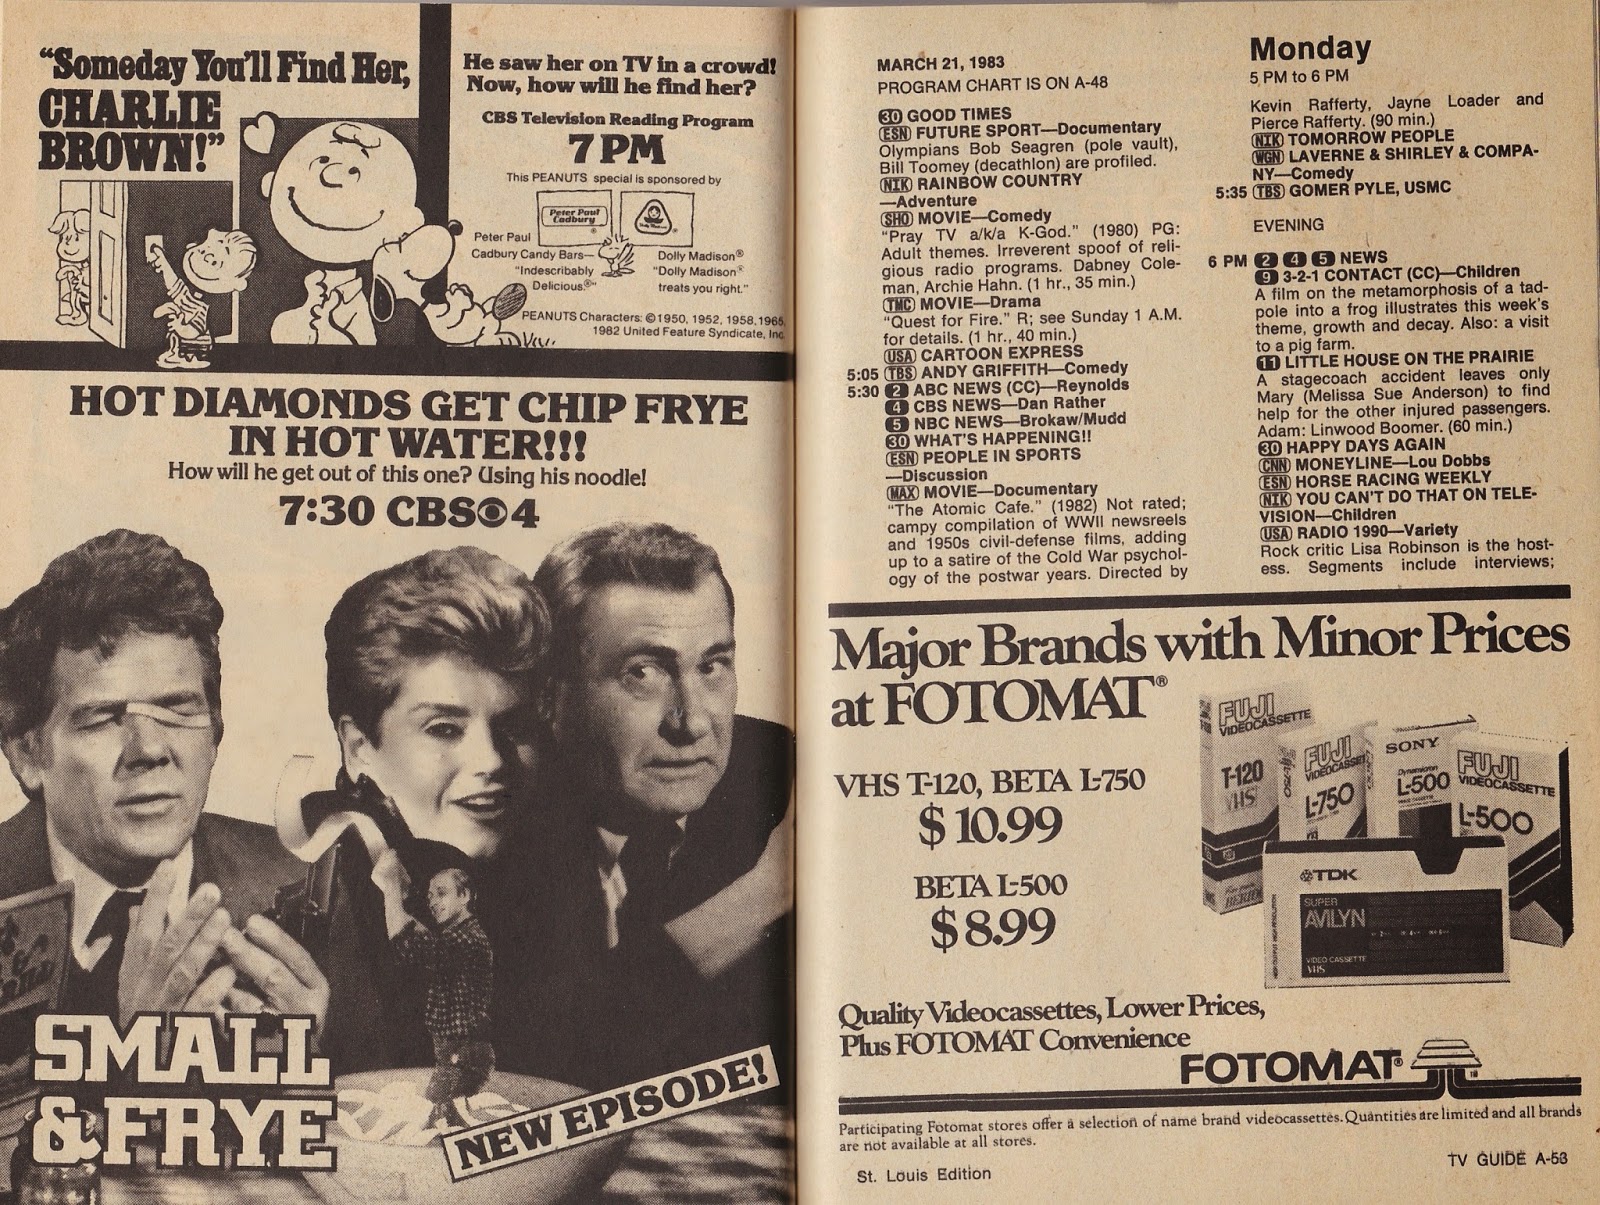 "Someday You'll Find Her,
CHARLIE
BROWN!"
He saw her on TV in a crowd!
Now, how will he find her?
CBS Television Reading Program
7 PM
This PEANUTS special is sponsored by
Peter Paul
Cadbury
Peter Paul
Cadbury Candy Bars—
"Indescribably
Delicious.®"
Dolly Madison®
"Dolly Madison®
treats you right."
PEANUTS Characters: © 1950, 1952, 1958, 1965,
1982 United Feature Syndicate, Inc.
HOT DIAMONDS GET CHIP FRYE
IN HOT WATER!!!
How will he get out of this one? Using his noodle!
7:30 CBS 4
SMALL
& FRYE
NEW EPISODE!
MARCH 21, 1983
PROGRAM CHART IS ON A-48
30 GOOD TIMES
ESN FUTURE SPORT—Documentary
Olympians Bob Seagren (pole vault),
Bill Toomey (decathlon) are profiled.
NIK RAINBOW COUNTRY
—Adventure
SHO MOVIE—Comedy
"Pray TV a/k/a K-God." (1980) PG:
Adult themes. Irreverent spoof of reli-
gious radio programs. Dabney Cole-
man, Archie Hahn. (1 hr., 35 min.)
TMC MOVIE—Drama
"Quest for Fire." R; see Sunday 1 A.M.
for details. (1 hr., 40 min.)
USA CARTOON EXPRESS
5:05 TBS ANDY GRIFFITH—Comedy
5:30 2 ABC NEWS (CC)—Reynolds
4 CBS NEWS—Dan Rather
5 NBC NEWS—Brokaw/Mudd
30 WHAT'S HAPPENING!!
ESN PEOPLE IN SPORTS
—Discussion
MAX MOVIE—Documentary
"The Atomic Cafe." (1982) Not rated;
campy compilation of WWII newsreels
and 1950s civil-defense films, adding
up to a satire of the Cold War psychol-
ogy of the postwar years. Directed by
Monday
5 PM to 6 PM
Kevin Rafferty, Jayne Loader and
Pierce Rafferty. (90 min.)
NIK TOMORROW PEOPLE
WGN LAVERNE & SHIRLEY & COMPA-
NY—Comedy
5:35 TBS GOMER PYLE, USMC
EVENING
6 PM 2 4 5 NEWS
9 3-2-1 CONTACT (CC)—Children
A film on the metamorphosis of a tad-
pole into a frog illustrates this week's
theme, growth and decay. Also: a visit
to a pig farm.
11 LITTLE HOUSE ON THE PRAIRIE
A stagecoach accident leaves only
Mary (Melissa Sue Anderson) to find
help for the other injured passengers.
Adam: Linwood Boomer. (60 min.)
30 HAPPY DAYS AGAIN
CNN MONEYLINE—Lou Dobbs
ESN HORSE RACING WEEKLY
NIK YOU CAN'T DO THAT ON TELE-
VISION—Children
USA RADIO 1990—Variety
Rock critic Lisa Robinson is the host-
ess. Segments include interviews;
Major Brands with Minor Prices
at FOTOMAT®
VHS T-120, BETA L-750
$10.99
BETA L-500
$8.99
FUJI
VIDEOCASSETTE
T-120
VHS
FUJI
VIDEOCASSETTE
L-750
SONY
Dynamicron
L-500
FUJI
VIDEOCASSETTE
L-500
TDK
SUPER
AVILYN
VIDEO CASSETTE
VHS
Quality Videocassettes, Lower Prices,
Plus FOTOMAT Convenience
FOTOMAT®
Participating Fotomat stores offer a selection of name brand videocassettes. Quantities are limited and all brands
are not available at all stores.
St. Louis Edition
TV GUIDE A-53